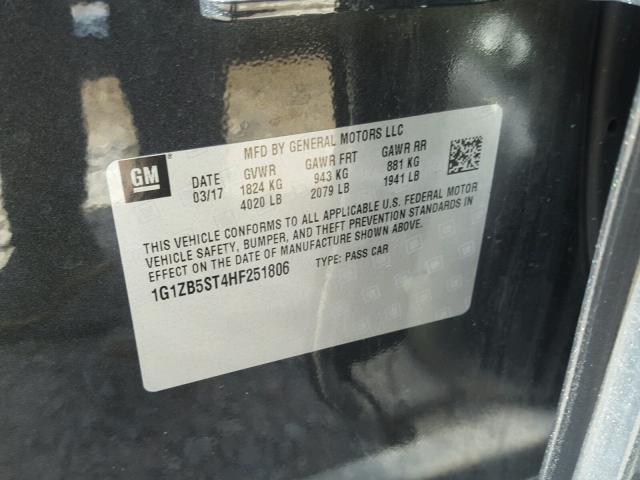 MFD BY GENERAL MOTORS LLC
GM
DATE GVWR GAWR FRT GAWR RR
03/17 1824 KG 943 KG 881 KG
4020 LB 2079 LB 1941 LB
THIS VEHICLE CONFORMS TO ALL APPLICABLE U.S. FEDERAL MOTOR
VEHICLE SAFETY, BUMPER, AND THEFT PREVENTION STANDARDS IN
EFFECT ON THE DATE OF MANUFACTURE SHOWN ABOVE.
1G1ZB5ST4HF251806 TYPE: PASS CAR